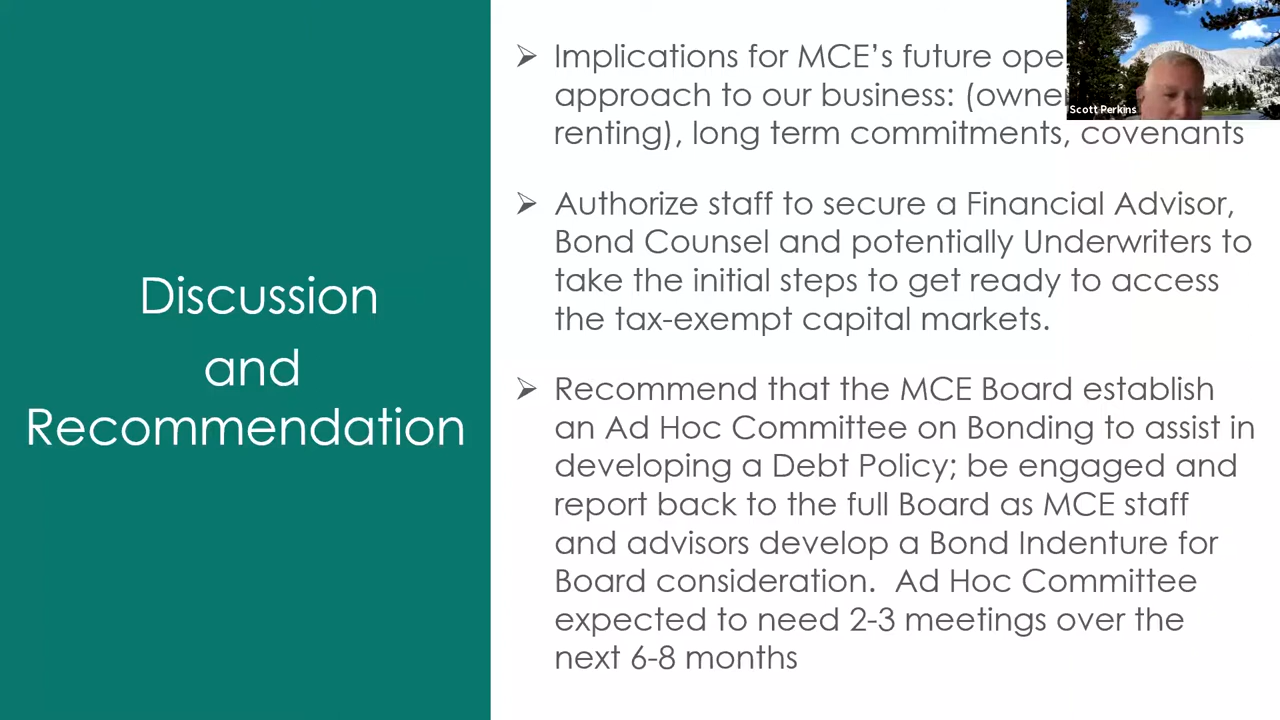 Discussion
and
Recommendation
➢ Implications for MCE's future
approach to our business:
renting), long term commitments, covenants
➢ Authorize staff to secure a Financial Advisor,
Bond Counsel and potentially Underwriters to
take the initial steps to get ready to access
the tax-exempt capital markets.
➢ Recommend that the MCE Board establish
an Ad Hoc Committee on Bonding to assist in
developing a Debt Policy; be engaged and
report back to the full Board as MCE staff
and advisors develop a Bond Indenture for
Board consideration.  Ad Hoc Committee
expected to need 2-3 meetings over the
next 6-8 months
Scott Perkins